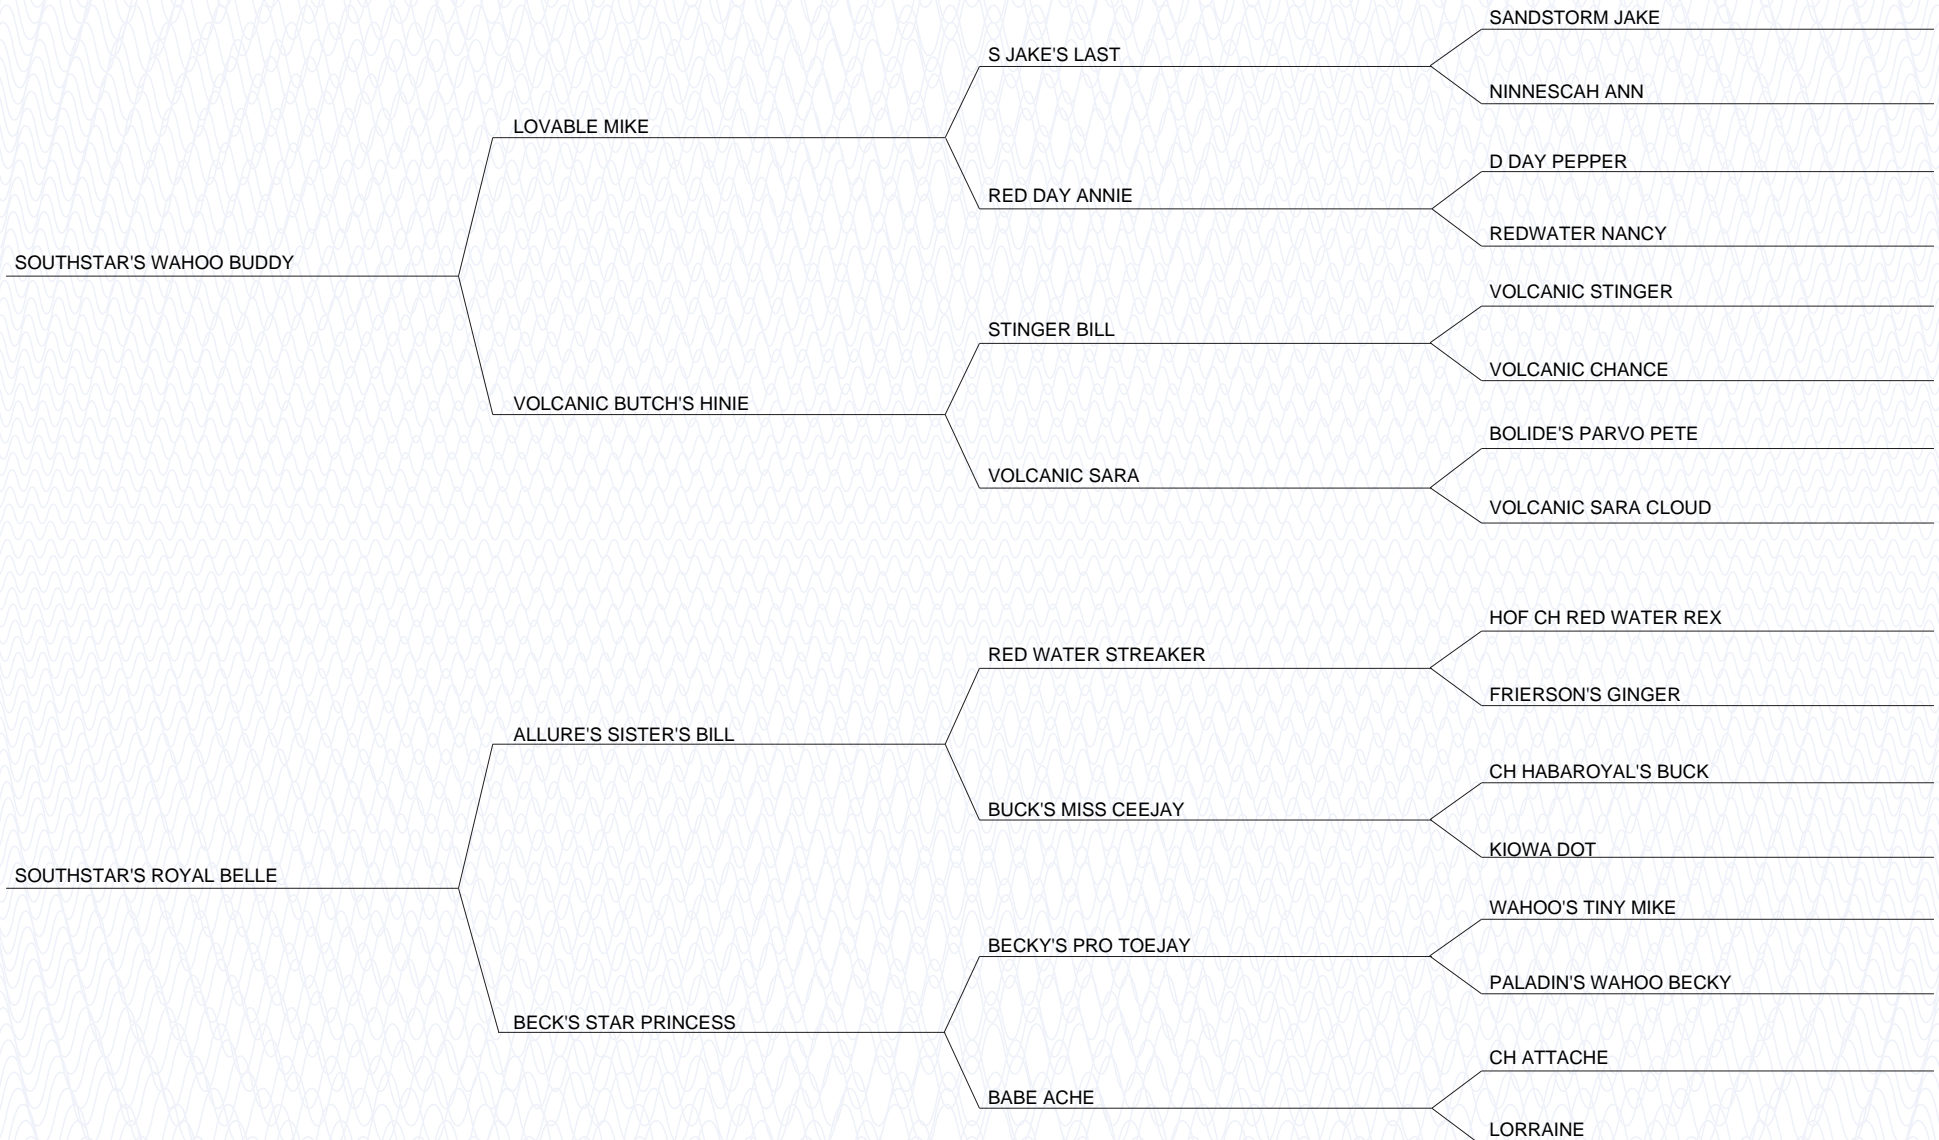 SANDSTORM JAKE
S JAKE'S LAST
NINNESCAH ANN
LOVABLE MIKE
D DAY PEPPER
RED DAY ANNIE
REDWATER NANCY
SOUTHSTAR'S WAHOO BUDDY
VOLCANIC STINGER
STINGER BILL
VOLCANIC CHANCE
VOLCANIC BUTCH'S HINIE
BOLIDE'S PARVO PETE
VOLCANIC SARA
VOLCANIC SARA CLOUD
HOF CH RED WATER REX
RED WATER STREAKER
FRIERSON'S GINGER
ALLURE'S SISTER'S BILL
CH HABAROYAL'S BUCK
BUCK'S MISS CEEJAY
KIOWA DOT
SOUTHSTAR'S ROYAL BELLE
WAHOO'S TINY MIKE
BECKY'S PRO TOEJAY
PALADIN'S WAHOO BECKY
BECK'S STAR PRINCESS
CH ATTACHE
BABE ACHE
LORRAINE